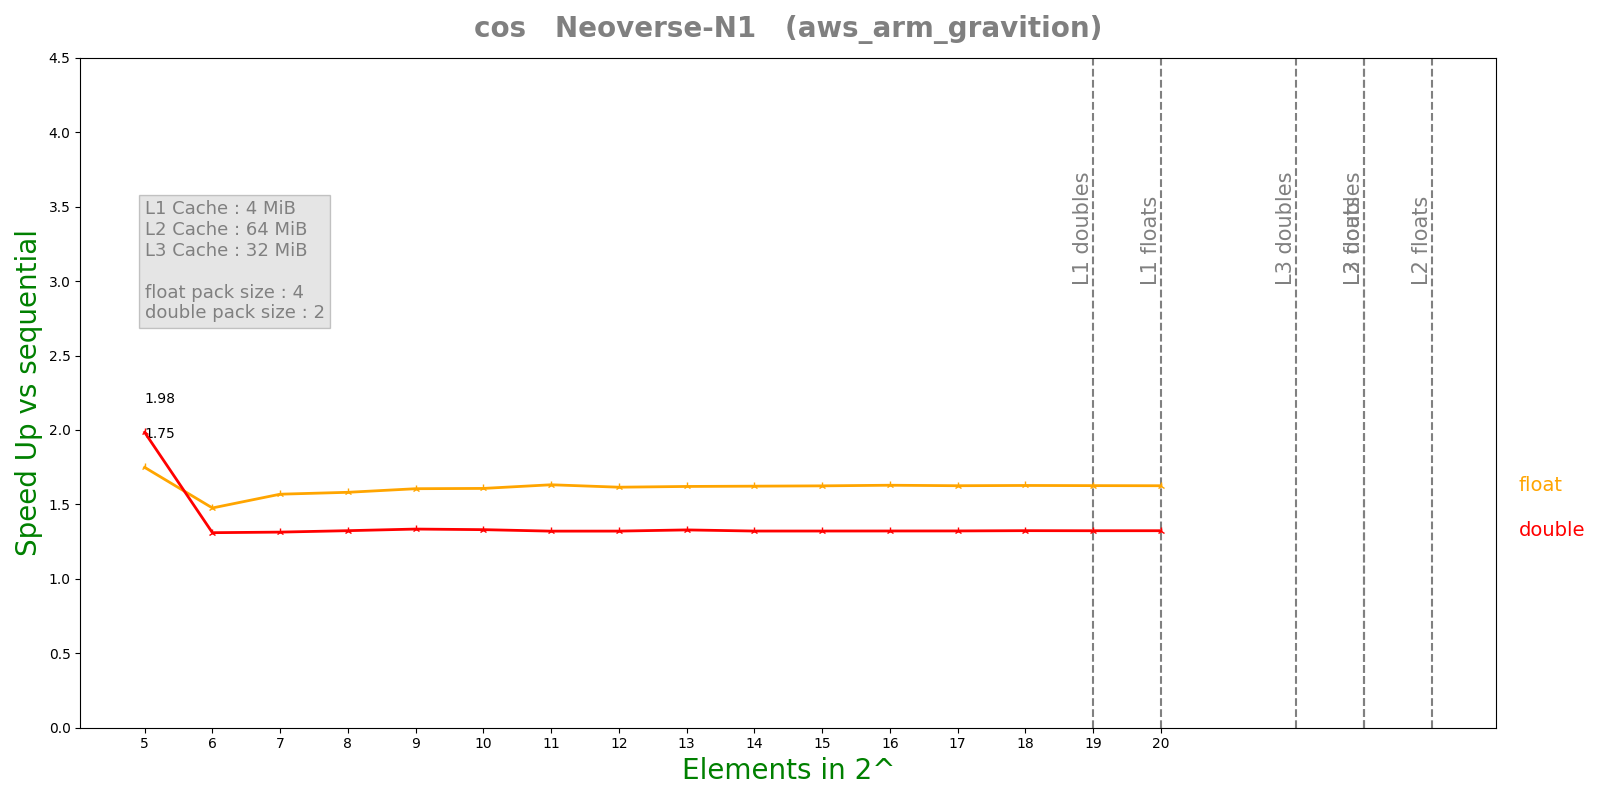 cos   Neoverse-N1   (aws_arm_gravition)
Speed Up vs sequential
4.5
4.0
3.5
3.0
2.5
2.0
1.5
1.0
0.5
0.0
L1 Cache : 4 MiB
L2 Cache : 64 MiB
L3 Cache : 32 MiB
float pack size : 4
double pack size : 2
1.98
1.75
L1 doubles
L1 floats
L3 doubles
L2 doubles
L3 floats
L2 floats
float
double
5 6 7 8 9 10 11 12 13 14 15 16 17 18 19 20
Elements in 2^